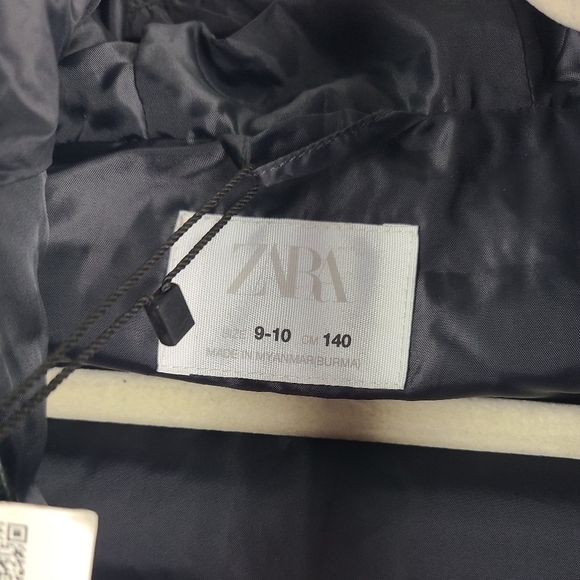 ZARA
SIZE 9-10 CM 140
MADE IN MYANMAR(BURMA)